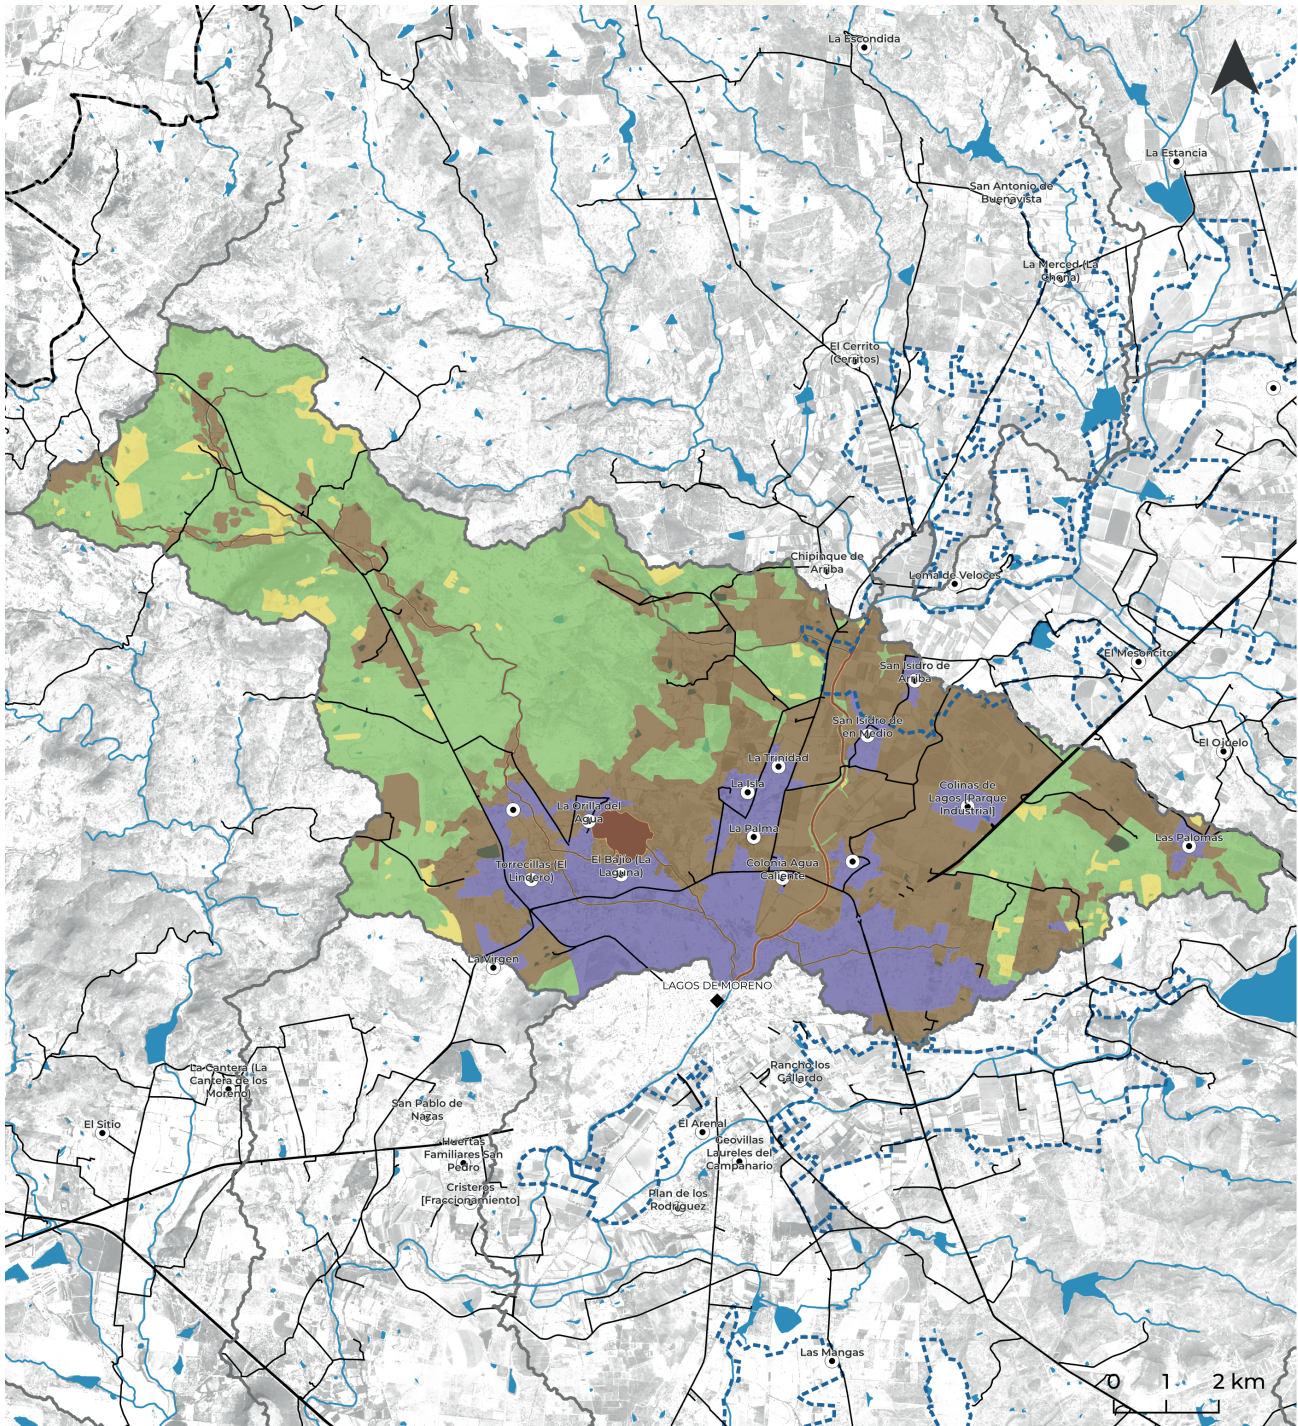 La Escondida
La Estancia
San Antonio de
Buenavista
La Merced (La
Chona)
El Cerrito
(Cerritos)
Chipinque de
Arriba
Loma de Veloces
El Mesoncito
San Isidro de
Arriba
San Isidro de
en Medio
El Ojuelo
La Trinidad
La Isla
Colinas de
Lagos [Parque
Industrial]
La Orilla del
Agua
La Palma
Las Palomas
El Bajío (La
Laguna)
Torrecillas (El
Lindero)
Colonia Agua
Caliente
La Virgen
LAGOS DE MORENO
La Cantera (La
Cantera de los
Moreno)
Rancho los
Gallardo
San Pablo de
Nazas
El Sitio
El Arenal
Huertas
Familiares San
Pedro
Geovillas
Laureles del
Campanario
Cristeros
[Fraccionamiento]
Plan de los
Rodríguez
Las Mangas
0 1 2 km